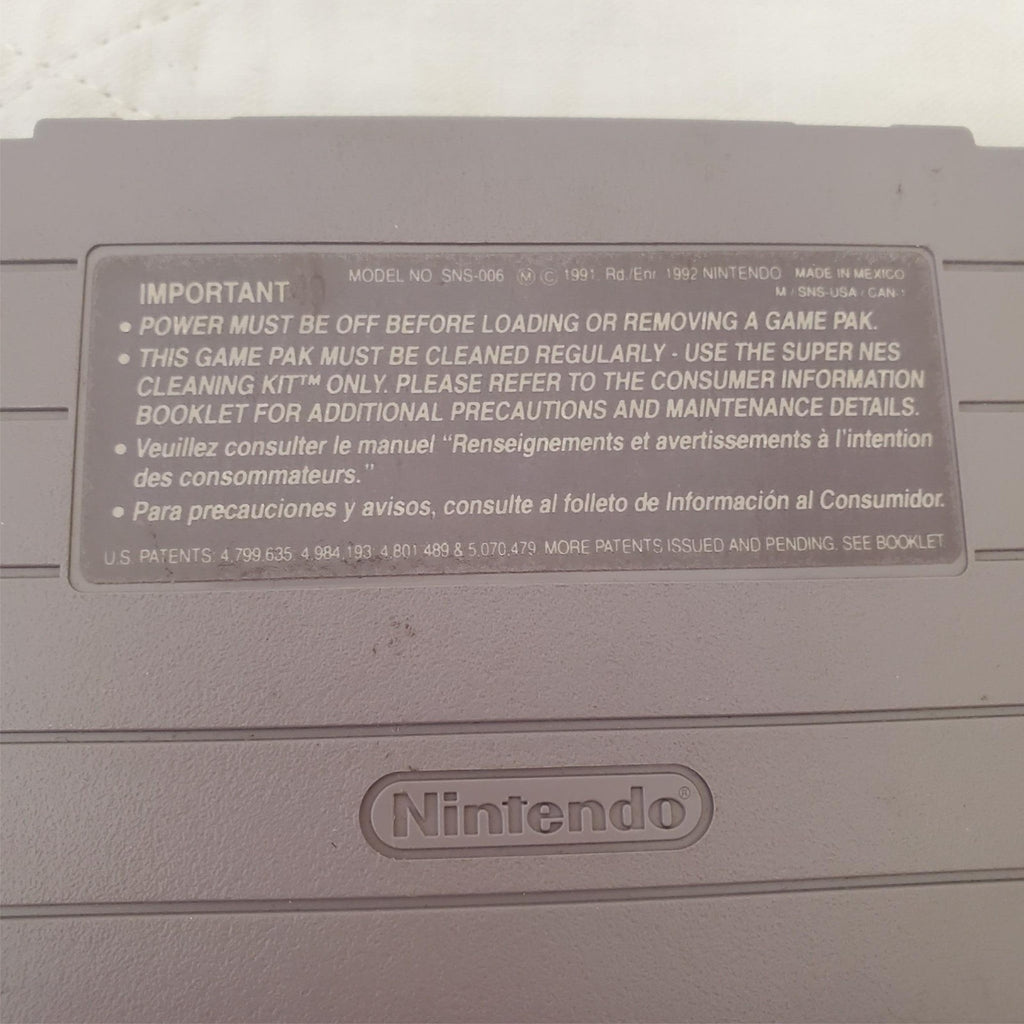 MODEL NO SNS-006 Ⓜ © 1991. Rd/Enr 1992 NINTENDO MADE IN MEXICO
M / SNS-USA / CAN-1
IMPORTANT
• POWER MUST BE OFF BEFORE LOADING OR REMOVING A GAME PAK.
• THIS GAME PAK MUST BE CLEANED REGULARLY - USE THE SUPER NES
CLEANING KIT™ ONLY. PLEASE REFER TO THE CONSUMER INFORMATION
BOOKLET FOR ADDITIONAL PRECAUTIONS AND MAINTENANCE DETAILS.
• Veuillez consulter le manuel “Renseignements et avertissements à l’intention
des consommateurs.”
• Para precauciones y avisos, consulte al folleto de Información al Consumidor.
U.S. PATENTS: 4,799,635 4,984,193; 4,801 489 & 5,070,479 MORE PATENTS ISSUED AND PENDING. SEE BOOKLET
Nintendo®